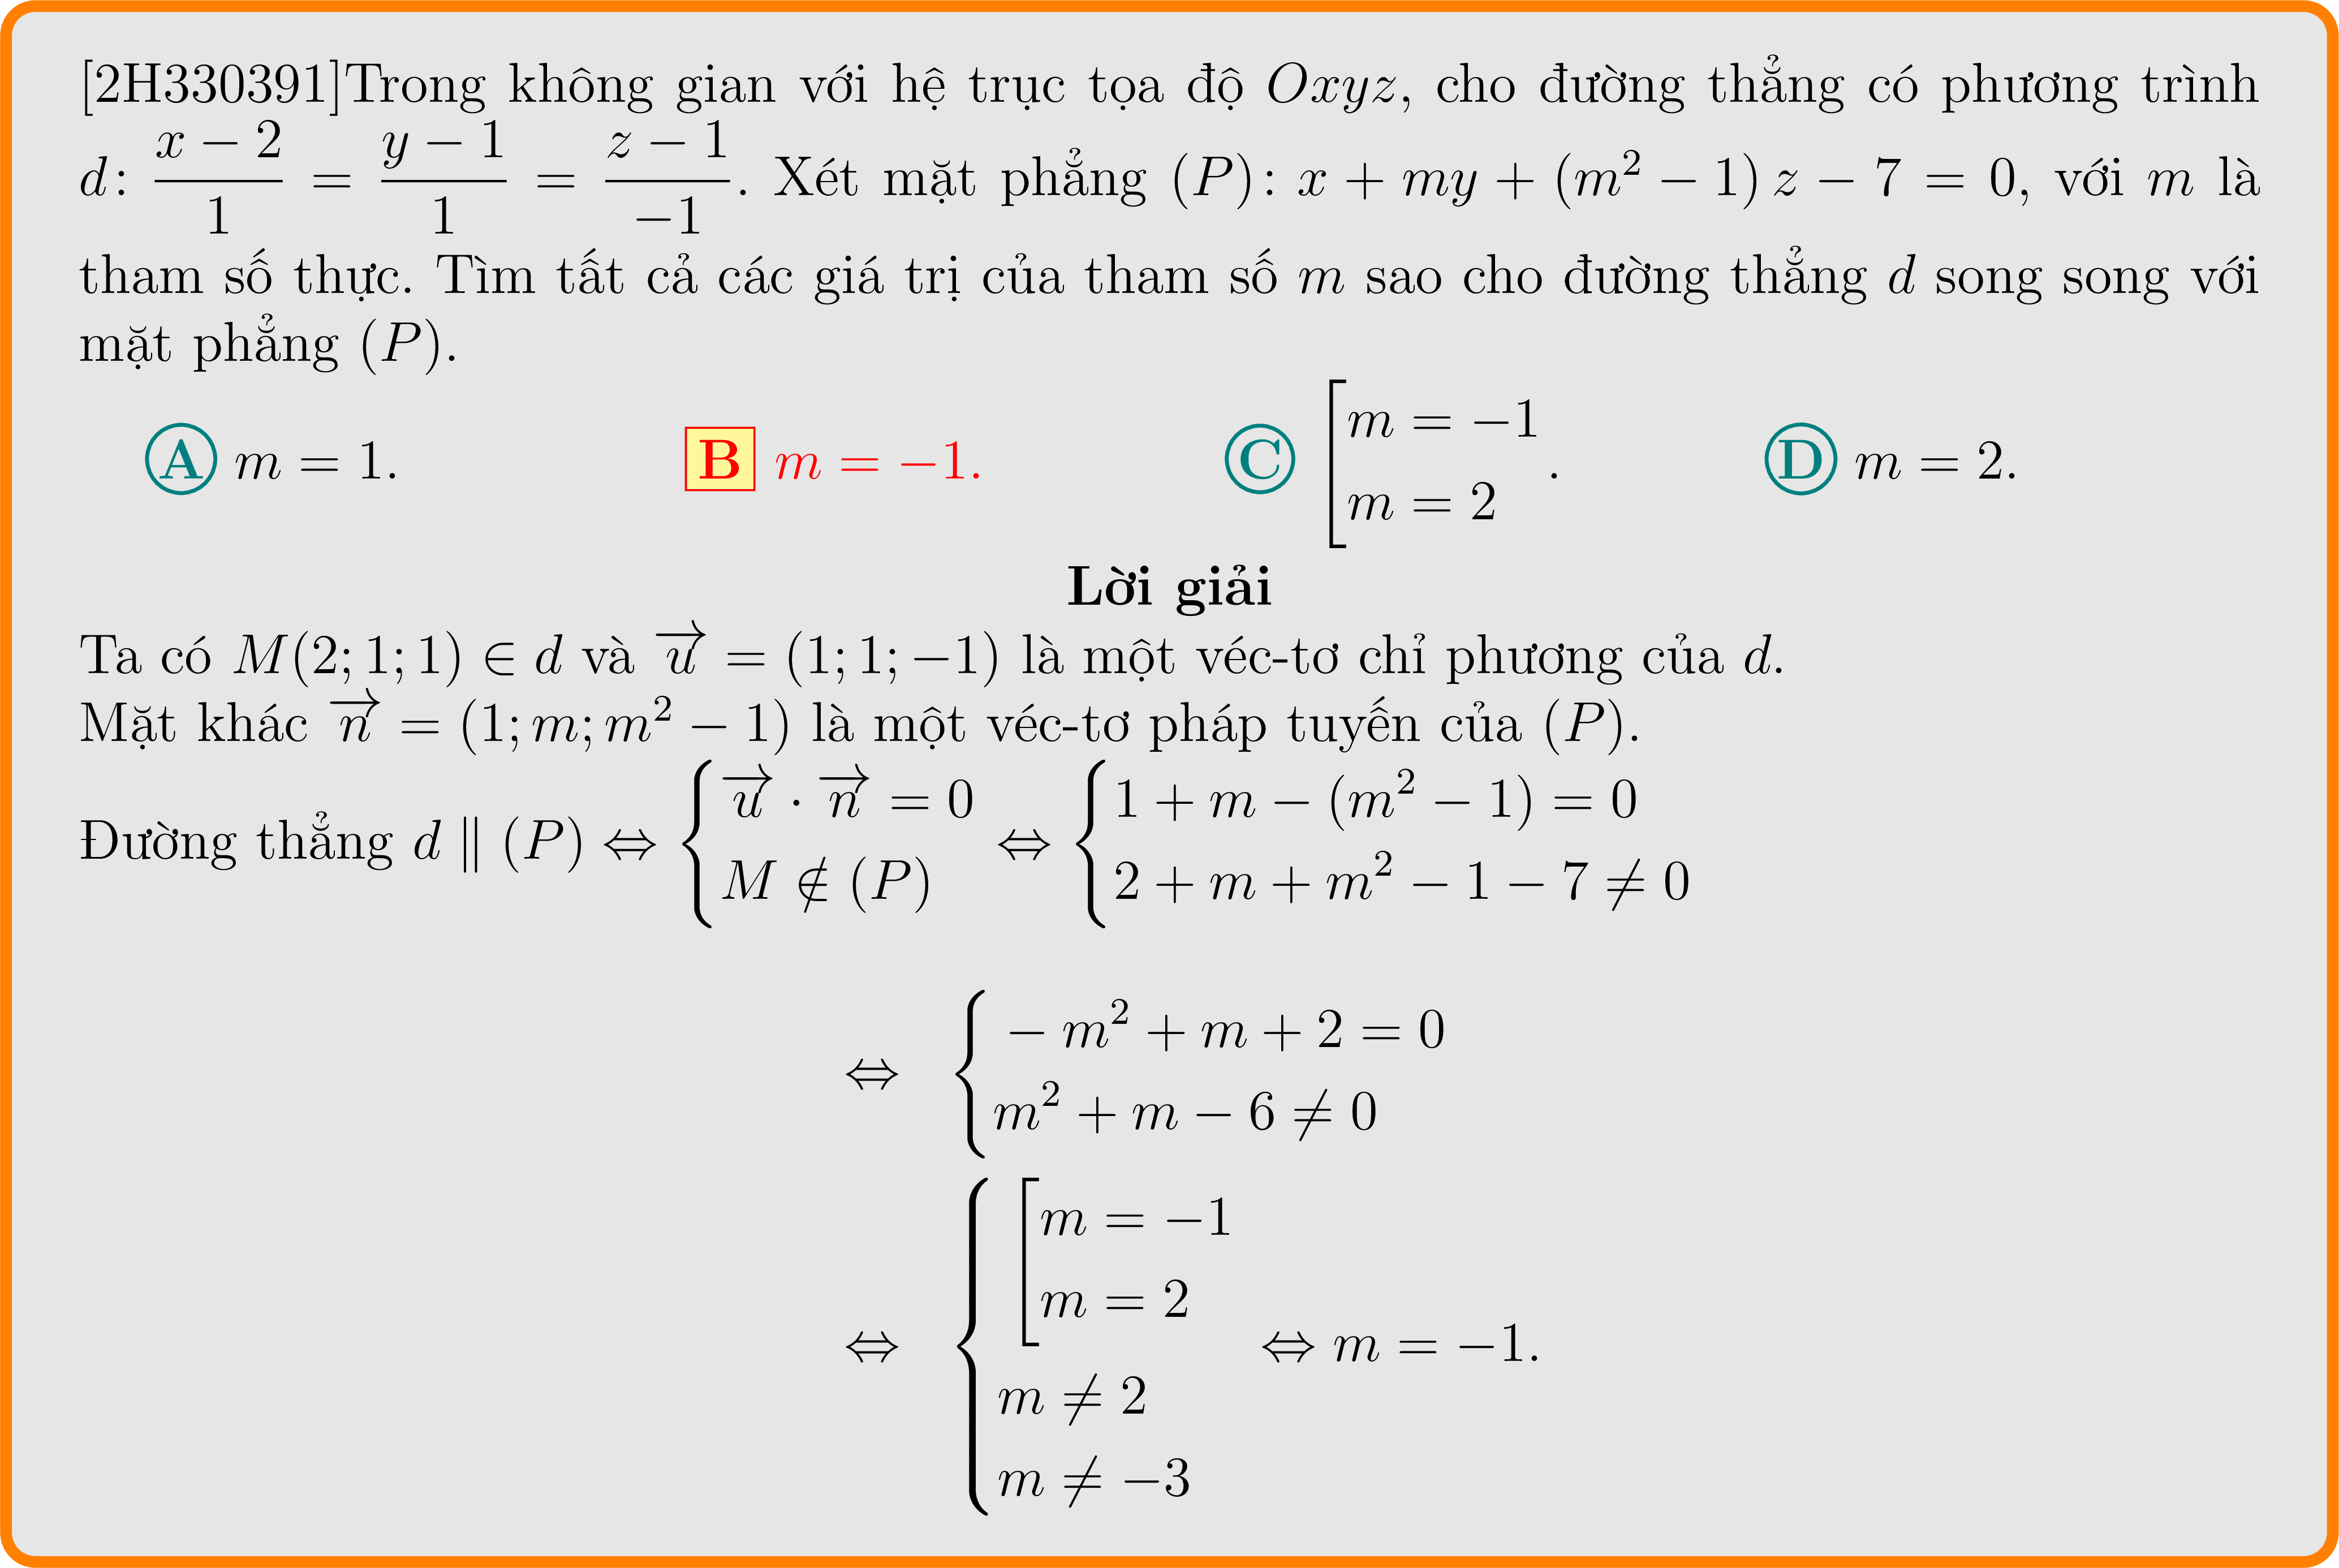 [2H330391]Trong không gian với hệ trục tọa độ $Oxyz$, cho đường thẳng có phương trình
$d\colon \dfrac{x-2}{1} = \dfrac{y-1}{1} = \dfrac{z-1}{-1}$. Xét mặt phẳng $(P)\colon x + my + (m^2 - 1) z - 7 = 0$, với $m$ là
tham số thực. Tìm tất cả các giá trị của tham số $m$ sao cho đường thẳng $d$ song song với
mặt phẳng $(P)$.
A $m = 1$. B $m = -1$. C $\left[\begin{array}{l} m = -1 \\ m = 2 \end{array}\right.$. D $m = 2$.
Lời giải
Ta có $M(2; 1; 1) \in d$ và $\overrightarrow{u} = (1; 1; -1)$ là một véc-tơ chỉ phương của $d$.
Mặt khác $\overrightarrow{n} = (1; m; m^2 - 1)$ là một véc-tơ pháp tuyến của $(P)$.
Đường thẳng $d \parallel (P) \Leftrightarrow \begin{cases} \overrightarrow{u} \cdot \overrightarrow{n} = 0 \\ M \notin (P) \end{cases} \Leftrightarrow \begin{cases} 1 + m - (m^2 - 1) = 0 \\ 2 + m + m^2 - 1 - 7 \neq 0 \end{cases}$
$\Leftrightarrow \begin{cases} -m^2 + m + 2 = 0 \\ m^2 + m - 6 \neq 0 \end{cases}$
$\Leftrightarrow \begin{cases} \left[\begin{array}{l} m = -1 \\ m = 2 \end{array}\right. \\ m \neq 2 \\ m \neq -3 \end{cases} \Leftrightarrow m = -1.$